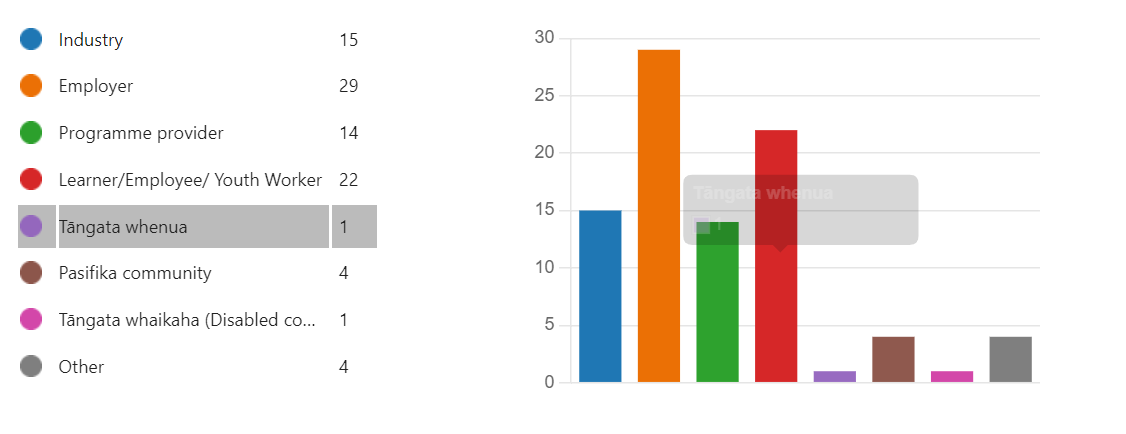 Industry 15
Employer 29
Programme provider 14
Learner/Employee/ Youth Worker 22
Tāngata whenua 1
Pasifika community 4
Tāngata whaikaha (Disabled co... 1
Other 4
30
25
20
15
10
5
0
Tāngata whenua
1